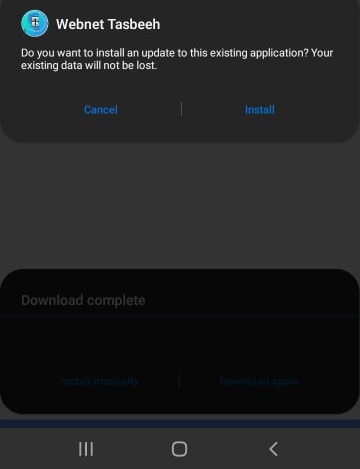 Webnet Tasbeeh
Do you want to install an update to this existing application? Your
existing data will not be lost.
Cancel
Install
Download complete
Install manually
Download again